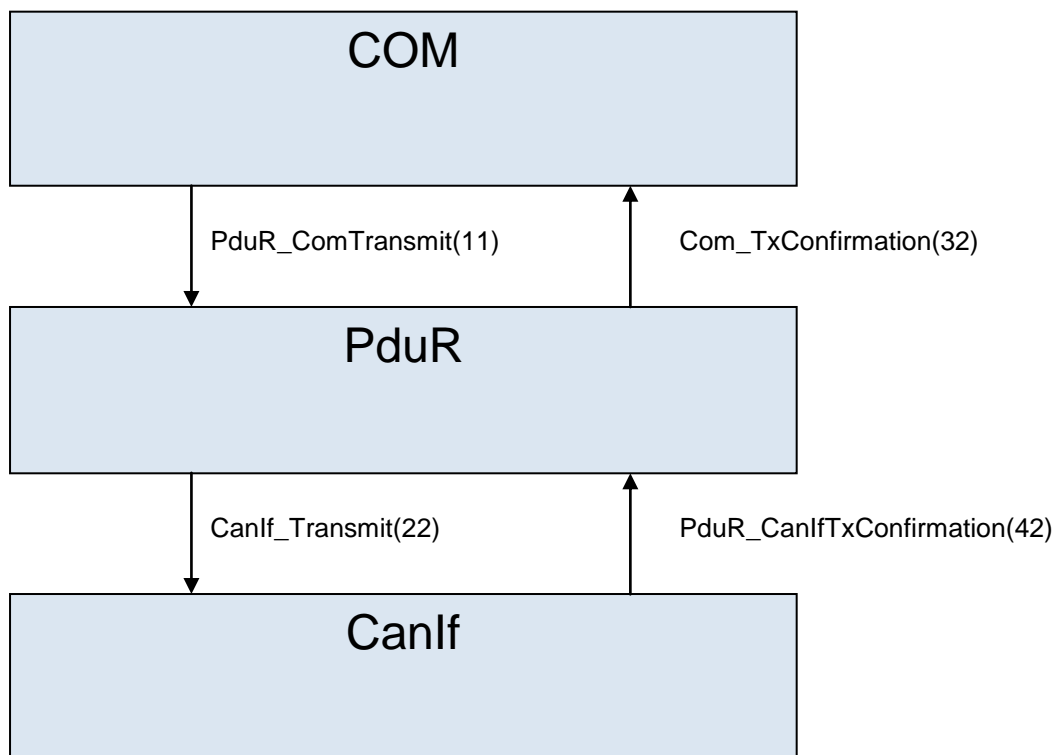 COM
PduR_ComTransmit(11)
Com_TxConfirmation(32)
PduR
CanIf_Transmit(22)
PduR_CanIfTxConfirmation(42)
CanIf